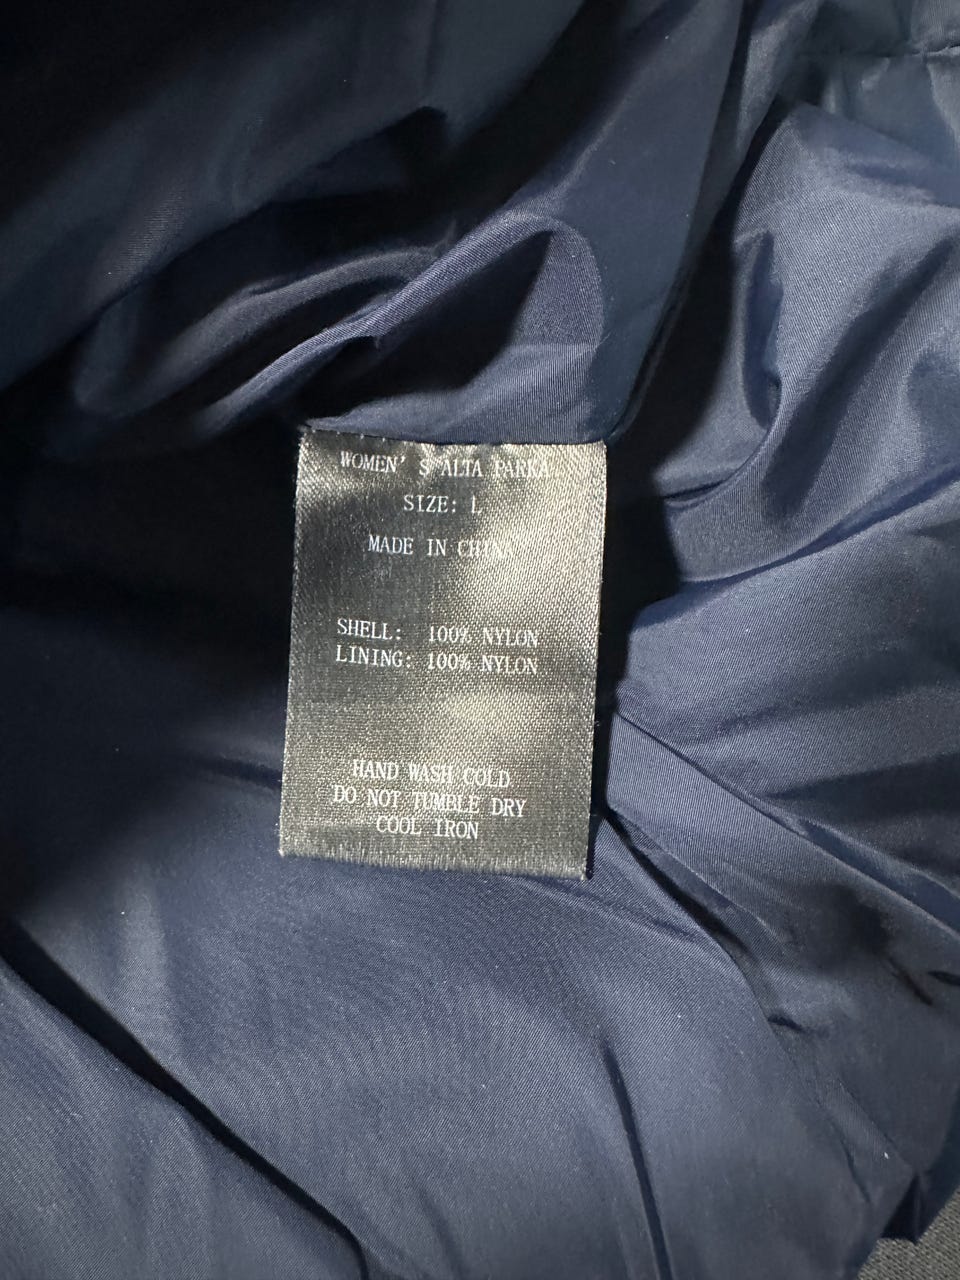 WOMEN' S ALTA PARKA
SIZE: L
MADE IN CHINA
SHELL: 100% NYLON
LINING: 100% NYLON
HAND WASH COLD
DO NOT TUMBLE DRY
COOL IRON